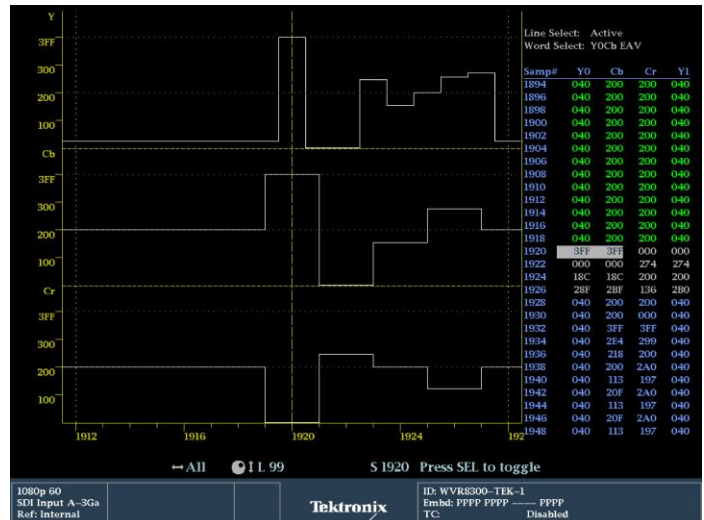 Y
3FF
300
200
100
Cb
3FF
300
200
100
Cr
3FF
300
200
100
1912 1916 1920 1924 192
Line Select: Active
Word Select: Y0Cb EAV
Samp# Y0 Cb Cr Y1
1894 040 200 200 040
1896 040 200 200 040
1898 040 200 200 040
1900 040 200 200 040
1902 040 200 200 040
1904 040 200 200 040
1906 040 200 200 040
1908 040 200 200 040
1910 040 200 200 040
1912 040 200 200 040
1914 040 200 200 040
1916 040 200 200 040
1918 040 200 200 040
1920 3FF 3FF 000 000
1922 000 000 274 274
1924 18C 18C 200 200
1926 28F 2BF 136 2B0
1928 040 200 200 040
1930 040 200 000 040
1932 040 3FF 3FF 040
1934 040 2E4 299 040
1936 040 218 200 040
1938 040 200 2A0 040
1940 040 113 197 040
1942 040 20F 2A0 040
1944 040 113 197 040
1946 040 20F 2A0 040
1948 040 113 197 040
↔All ↕ L 99 S 1920 Press SEL to toggle
1080p 60
SDI Input A-3Ga
Ref: Internal
Tektronix
ID: WVR8300-TEK-1
Embd: PPPP PPPP ---- PPPP
TC: Disabled